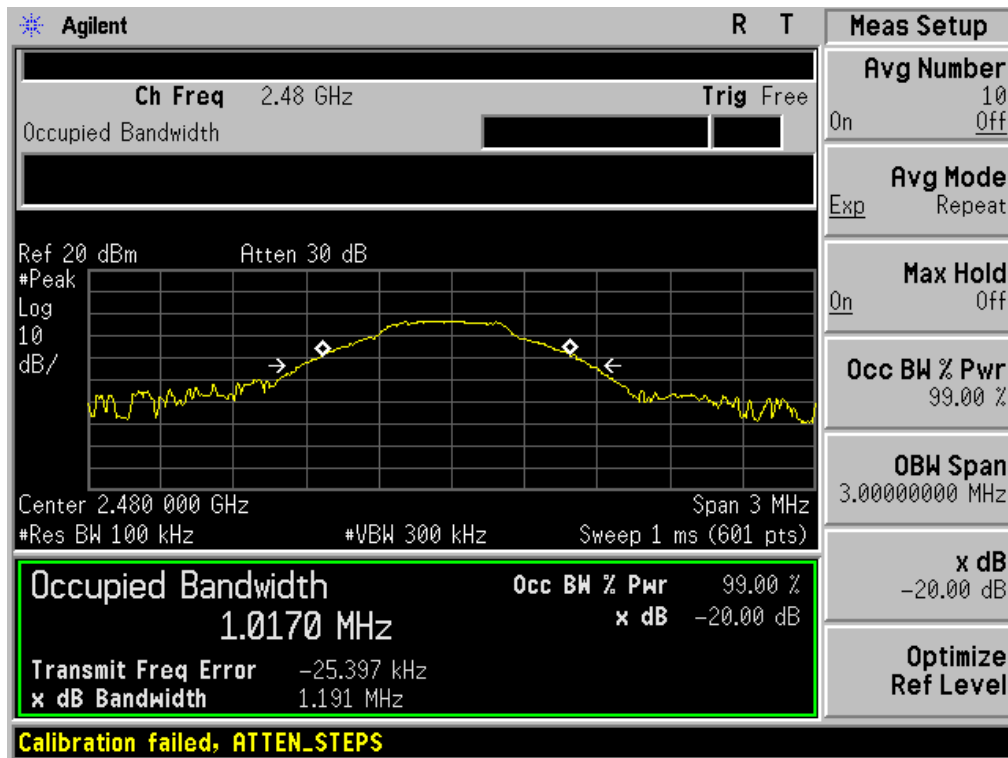 Agilent R T
Ch Freq 2.48 GHz Trig Free
Occupied Bandwidth
Ref 20 dBm Atten 30 dB
#Peak
Log
10
dB/
Center 2.480 000 GHz Span 3 MHz
#Res BW 100 kHz #VBW 300 kHz Sweep 1 ms (601 pts)
Occupied Bandwidth Occ BW % Pwr 99.00 %
1.0170 MHz x dB -20.00 dB
Transmit Freq Error -25.397 kHz
x dB Bandwidth 1.191 MHz
Calibration failed, ATTEN_STEPS
Meas Setup
Avg Number
10
On Off
Avg Mode
Exp Repeat
Max Hold
On Off
Occ BW % Pwr
99.00 %
OBW Span
3.00000000 MHz
x dB
-20.00 dB
Optimize
Ref Level